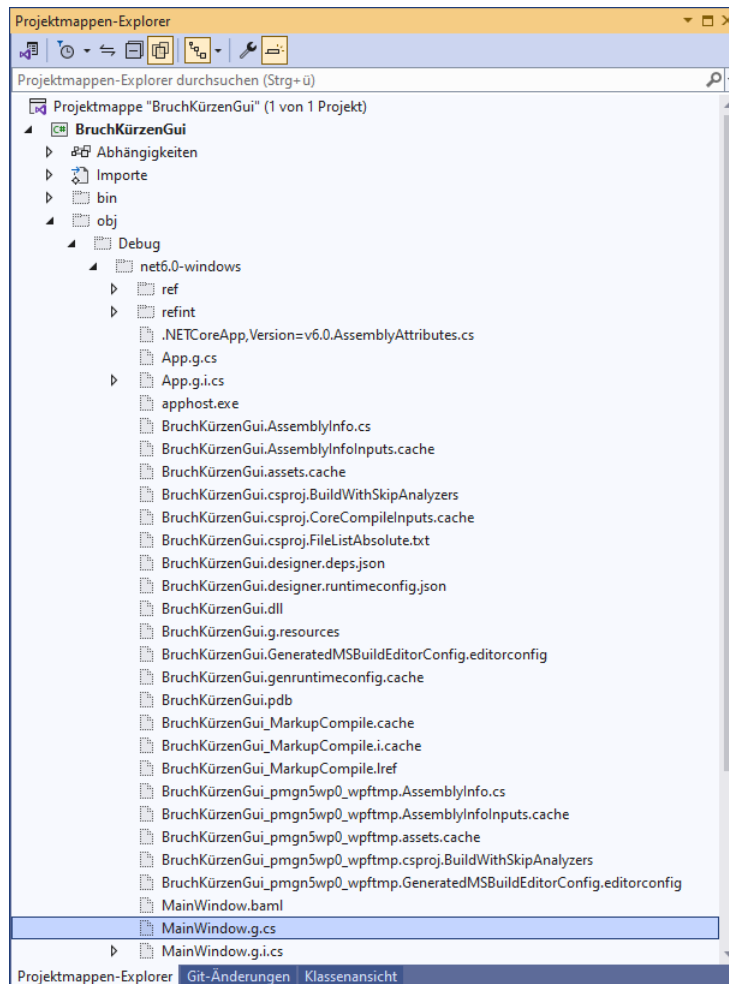 Projektmappen-Explorer
Projektmappen-Explorer durchsuchen (Strg+ü)
Projektmappe "BruchKürzenGui" (1 von 1 Projekt)
C# BruchKürzenGui
Abhängigkeiten
Importe
bin
obj
Debug
net6.0-windows
ref
refint
.NETCoreApp,Version=v6.0.AssemblyAttributes.cs
App.g.cs
App.g.i.cs
apphost.exe
BruchKürzenGui.AssemblyInfo.cs
BruchKürzenGui.AssemblyInfoInputs.cache
BruchKürzenGui.assets.cache
BruchKürzenGui.csproj.BuildWithSkipAnalyzers
BruchKürzenGui.csproj.CoreCompileInputs.cache
BruchKürzenGui.csproj.FileListAbsolute.txt
BruchKürzenGui.designer.deps.json
BruchKürzenGui.designer.runtimeconfig.json
BruchKürzenGui.dll
BruchKürzenGui.g.resources
BruchKürzenGui.GeneratedMSBuildEditorConfig.editorconfig
BruchKürzenGui.genruntimeconfig.cache
BruchKürzenGui.pdb
BruchKürzenGui_MarkupCompile.cache
BruchKürzenGui_MarkupCompile.i.cache
BruchKürzenGui_MarkupCompile.lref
BruchKürzenGui_pmgn5wp0_wpftmp.AssemblyInfo.cs
BruchKürzenGui_pmgn5wp0_wpftmp.AssemblyInfoInputs.cache
BruchKürzenGui_pmgn5wp0_wpftmp.assets.cache
BruchKürzenGui_pmgn5wp0_wpftmp.csproj.BuildWithSkipAnalyzers
BruchKürzenGui_pmgn5wp0_wpftmp.GeneratedMSBuildEditorConfig.editorconfig
MainWindow.baml
MainWindow.g.cs
MainWindow.g.i.cs
Projektmappen-Explorer Git-Änderungen Klassenansicht